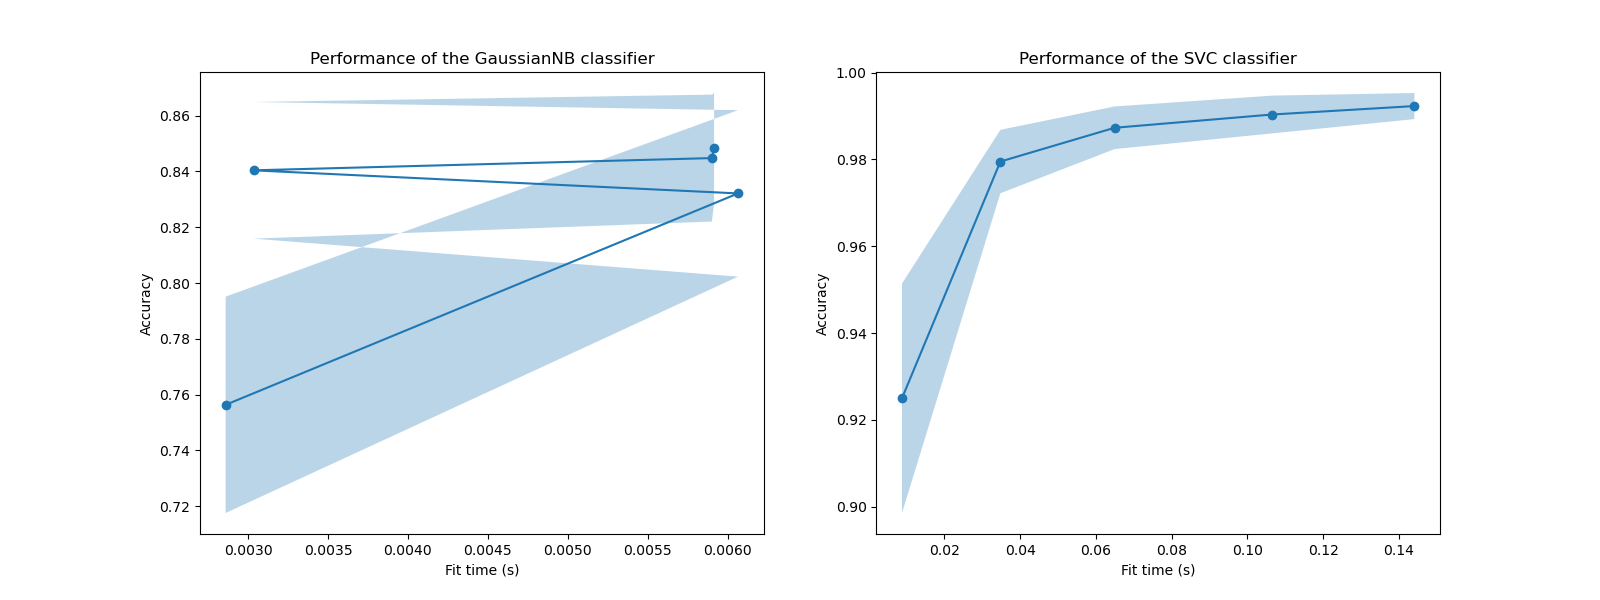 Performance of the GaussianNB classifier
Accuracy
0.86
0.84
0.82
0.80
0.78
0.76
0.74
0.72
0.0030 0.0035 0.0040 0.0045 0.0050 0.0055 0.0060
Fit time (s)
Performance of the SVC classifier
Accuracy
1.00
0.98
0.96
0.94
0.92
0.90
0.02 0.04 0.06 0.08 0.10 0.12 0.14
Fit time (s)